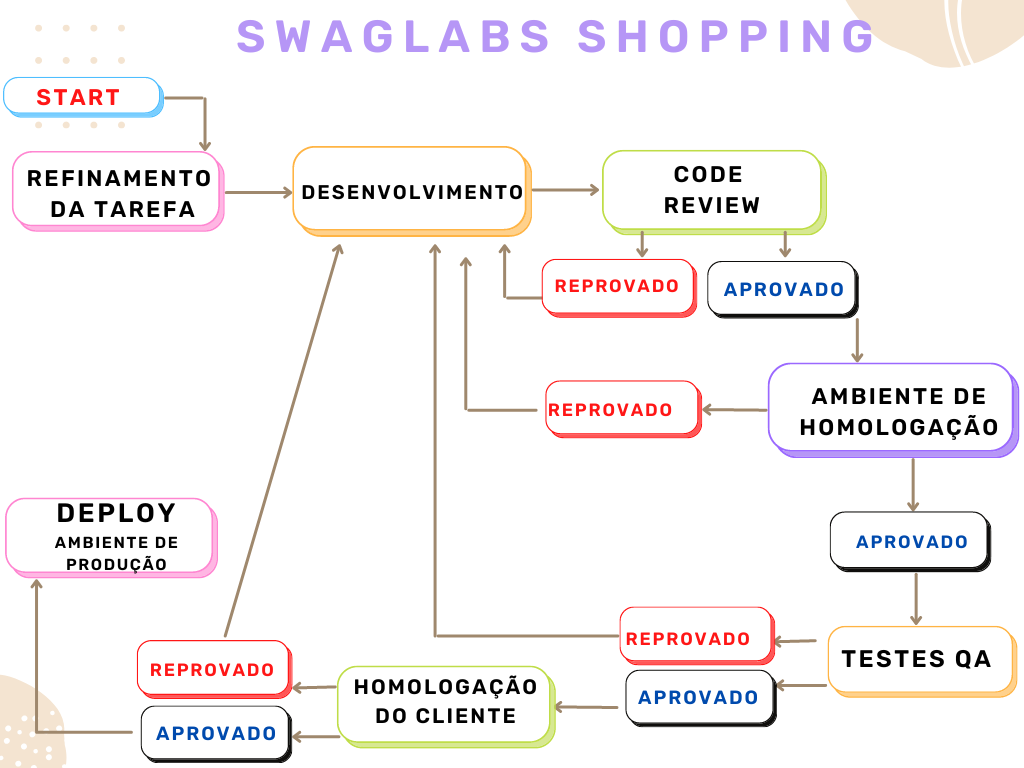 SWAGLABS SHOPPING
START
REFINAMENTO
DA TAREFA
DESENVOLVIMENTO
CODE
REVIEW
REPROVADO
APROVADO
AMBIENTE DE
HOMOLOGAÇÃO
REPROVADO
APROVADO
TESTES QA
REPROVADO
APROVADO
HOMOLOGAÇÃO
DO CLIENTE
REPROVADO
APROVADO
DEPLOY
AMBIENTE DE
PRODUÇÃO